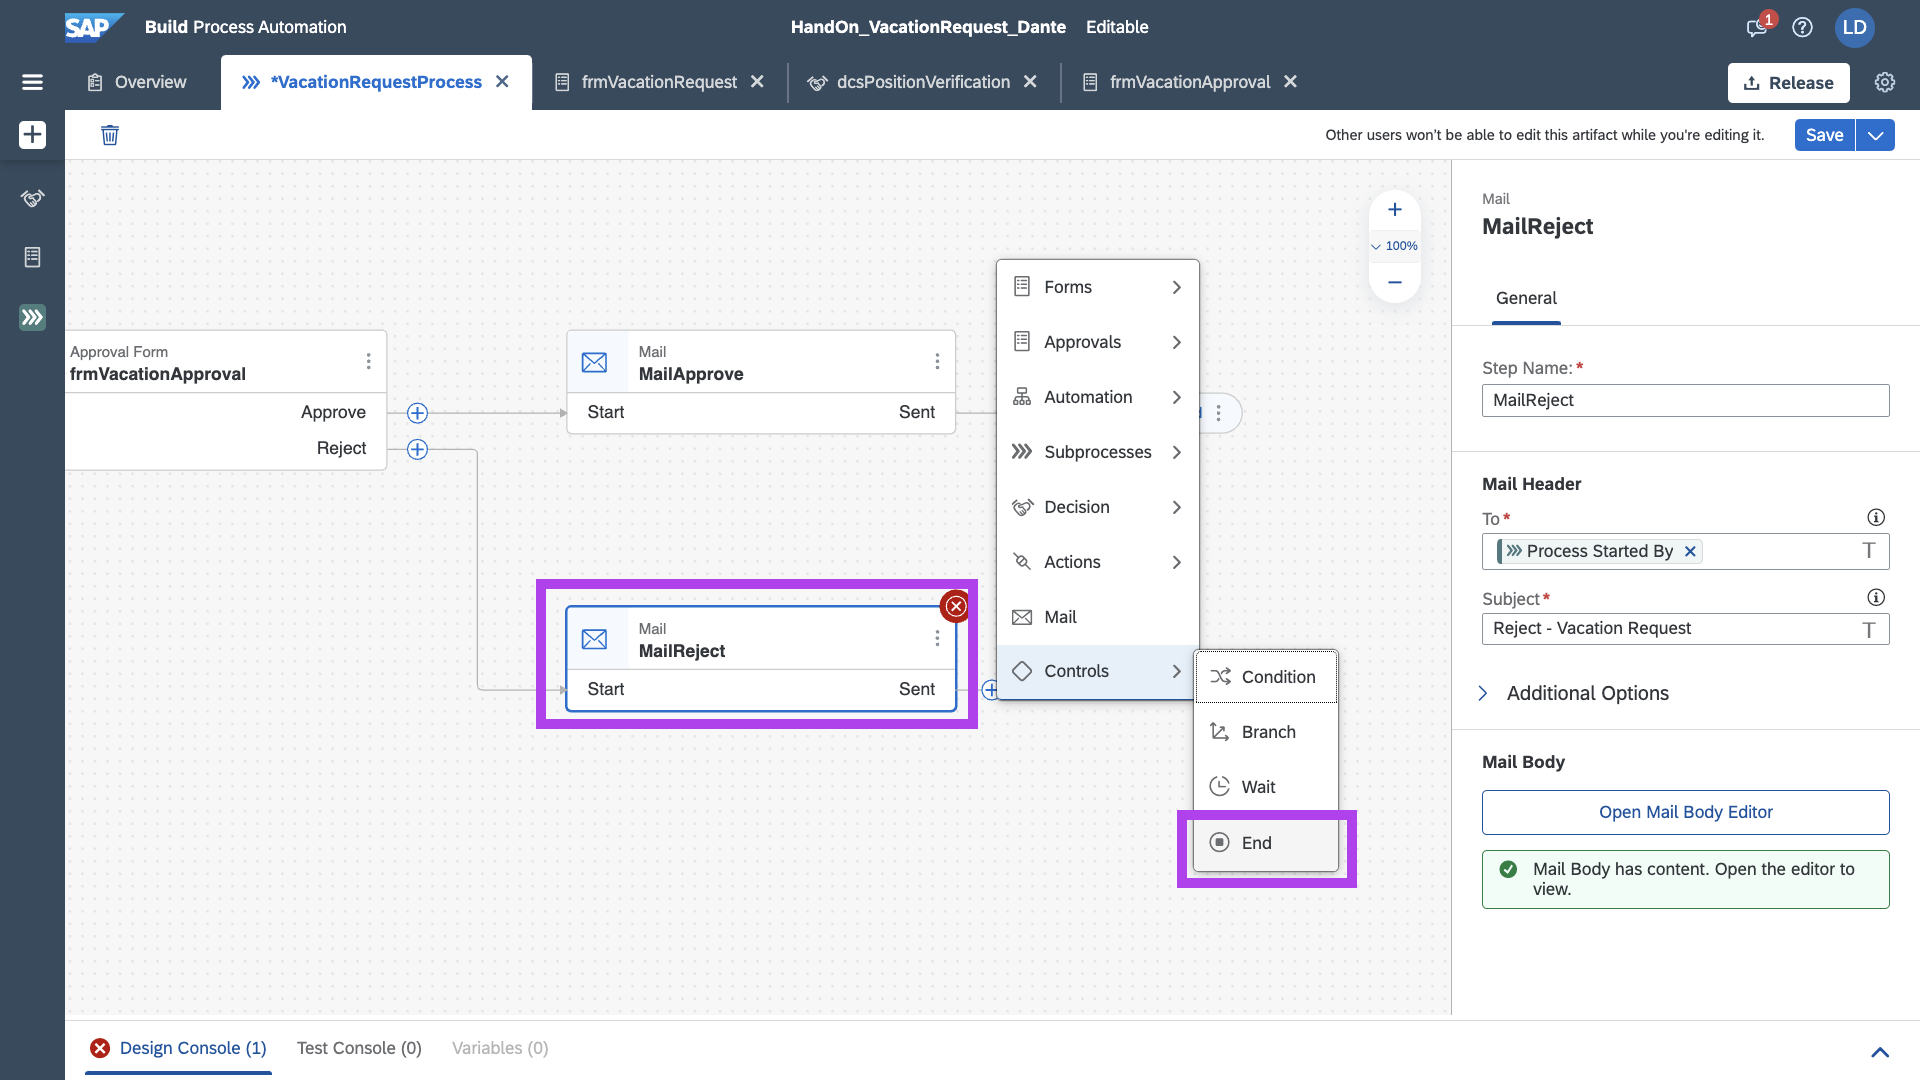 SAP Build Process Automation
HandOn_VacationRequest_Dante Editable
1
LD
Overview
*VacationRequestProcess
frmVacationRequest
dcsPositionVerification
frmVacationApproval
Release
Other users won't be able to edit this artifact while you're editing it.
Save
100%
Approval Form
frmVacationApproval
Approve
Reject
Mail
MailApprove
Start Sent
Mail
MailReject
Start Sent
Forms
Approvals
Automation
Subprocesses
Decision
Actions
Mail
Controls
Condition
Branch
Wait
End
Mail
MailReject
General
Step Name:*
MailReject
Mail Header
To*
Process Started By
Subject*
Reject - Vacation Request
Additional Options
Mail Body
Open Mail Body Editor
Mail Body has content. Open the editor to
view.
Design Console (1)
Test Console (0)
Variables (0)